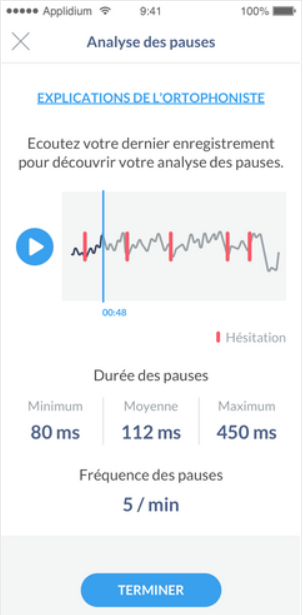 Applidium 9:41 100%
Analyse des pauses
EXPLICATIONS DE L'ORTOPHONISTE
Ecoutez votre dernier enregistrement
pour découvrir votre analyse des pauses.
00:48
Hésitation
Durée des pauses
Minimum Moyenne Maximum
80 ms 112 ms 450 ms
Fréquence des pauses
5 / min
TERMINER